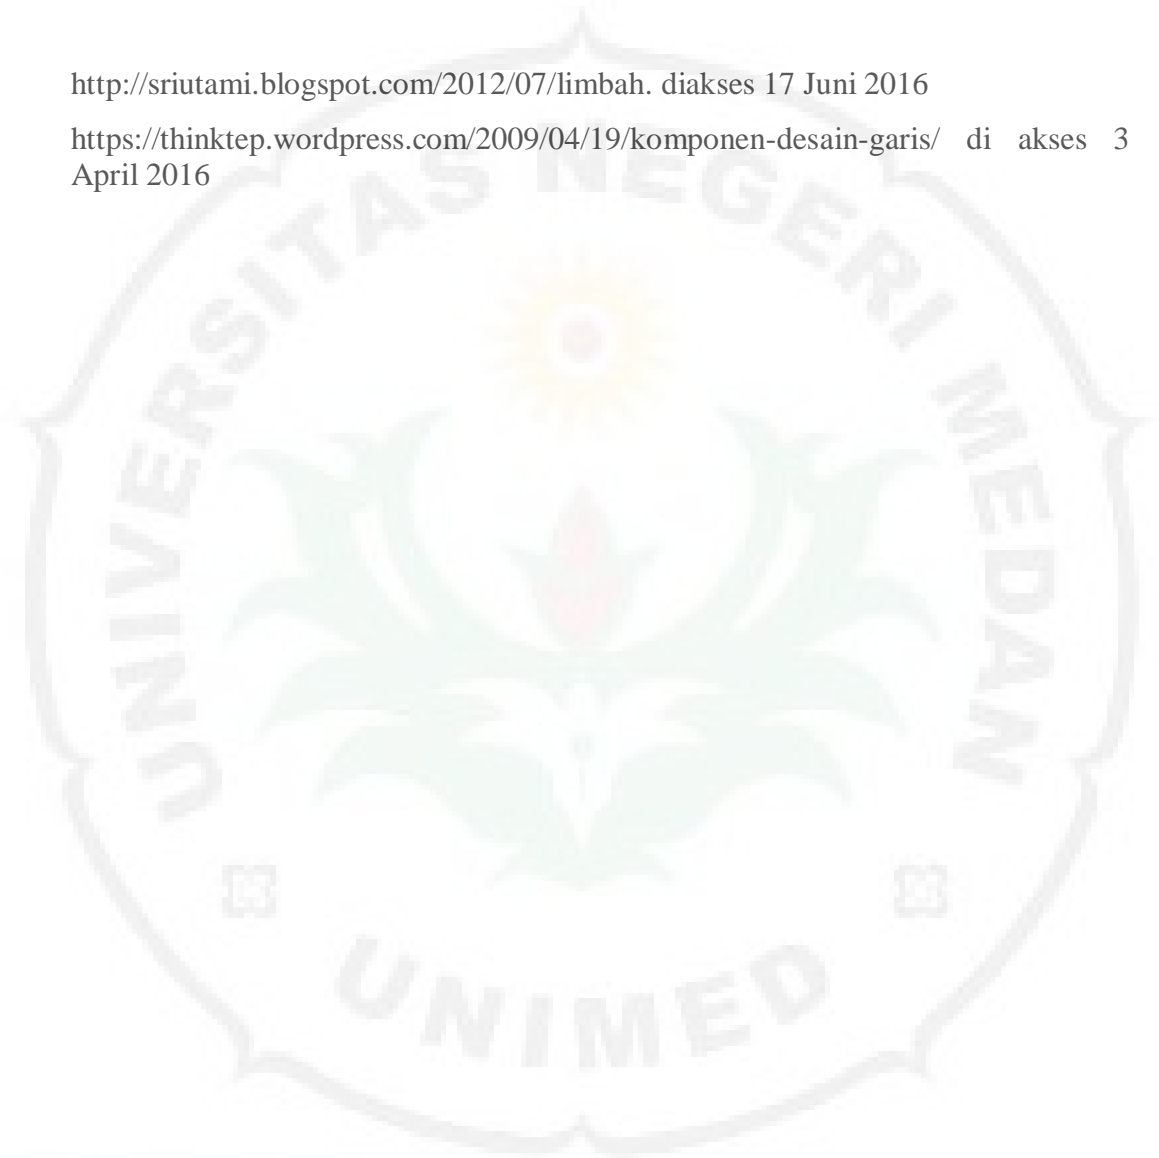 http://sriutami.blogspot.com/2012/07/limbah. diakses 17 Juni 2016
https://thinktep.wordpress.com/2009/04/19/komponen-desain-garis/ di akses 3
April 2016
UNIVERSITAS NEGERI MEDAN
UNIMED